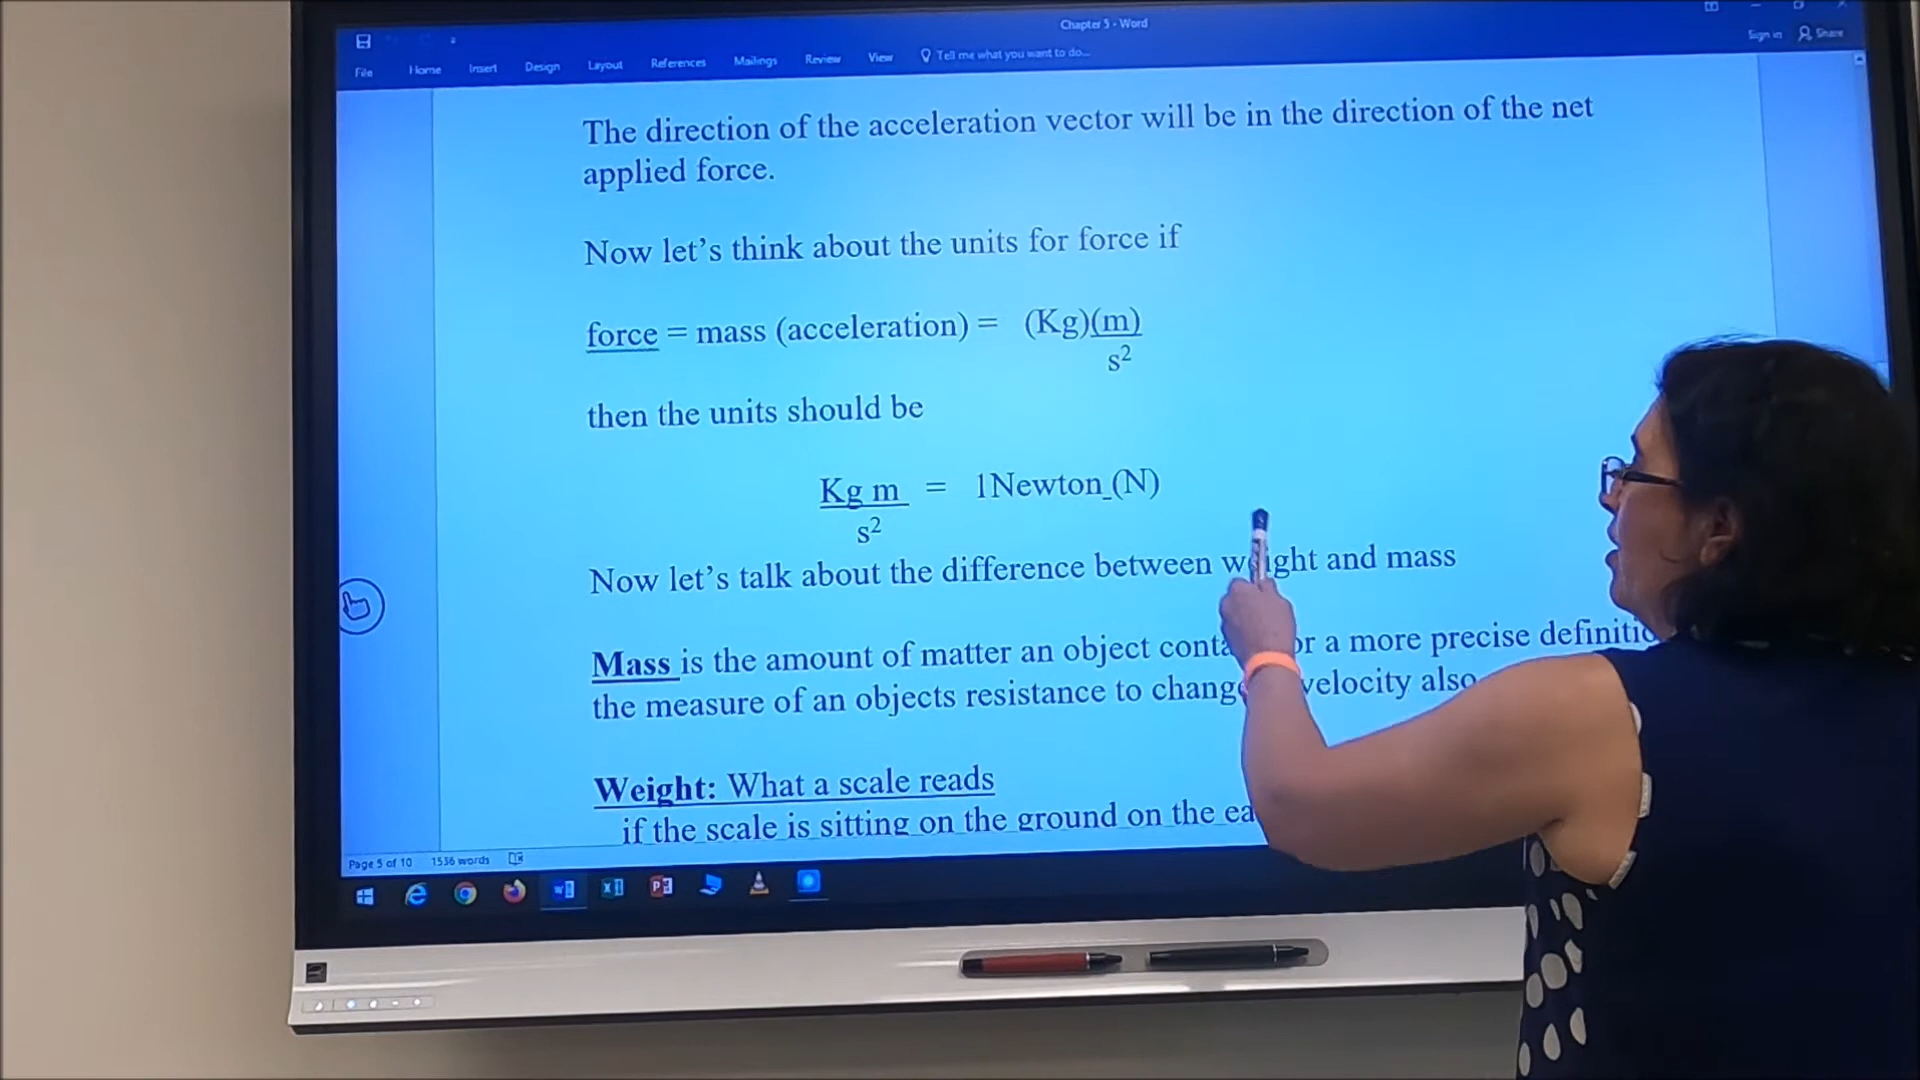 Chapter 5 - Word
Sign in Share
File Home Insert Design Layout References Mailings Review View Tell me what you want to do...
The direction of the acceleration vector will be in the direction of the net
applied force.
Now let's think about the units for force if
force = mass (acceleration) = (Kg)(m)
s²
then the units should be
Kg m = 1Newton (N)
s²
Now let's talk about the difference between weight and mass
Mass is the amount of matter an object or a more precise
the measure of an objects resistance to velocity also
Weight: What a scale reads
if the scale is sitting on the ground on the
Page 5 of 10 1536 words